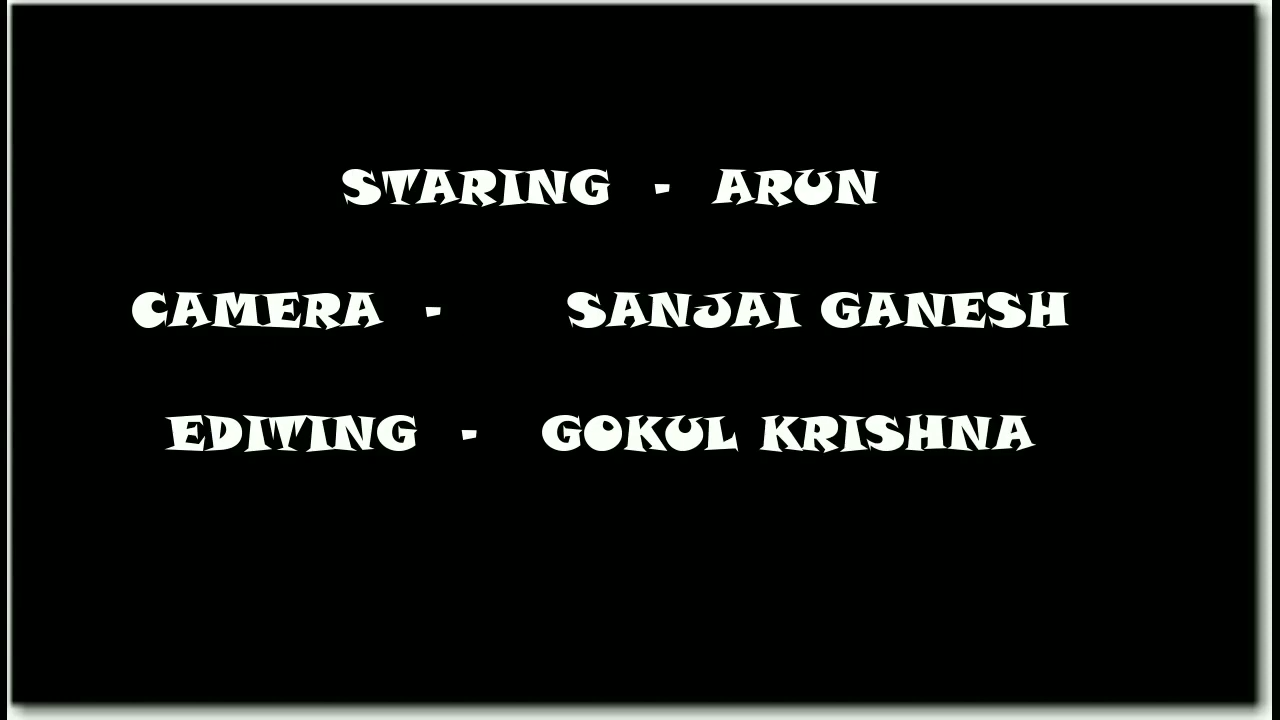 STARING - ARUN
CAMERA - SANJAI GANESH
EDITING - GOKUL KRISHNA